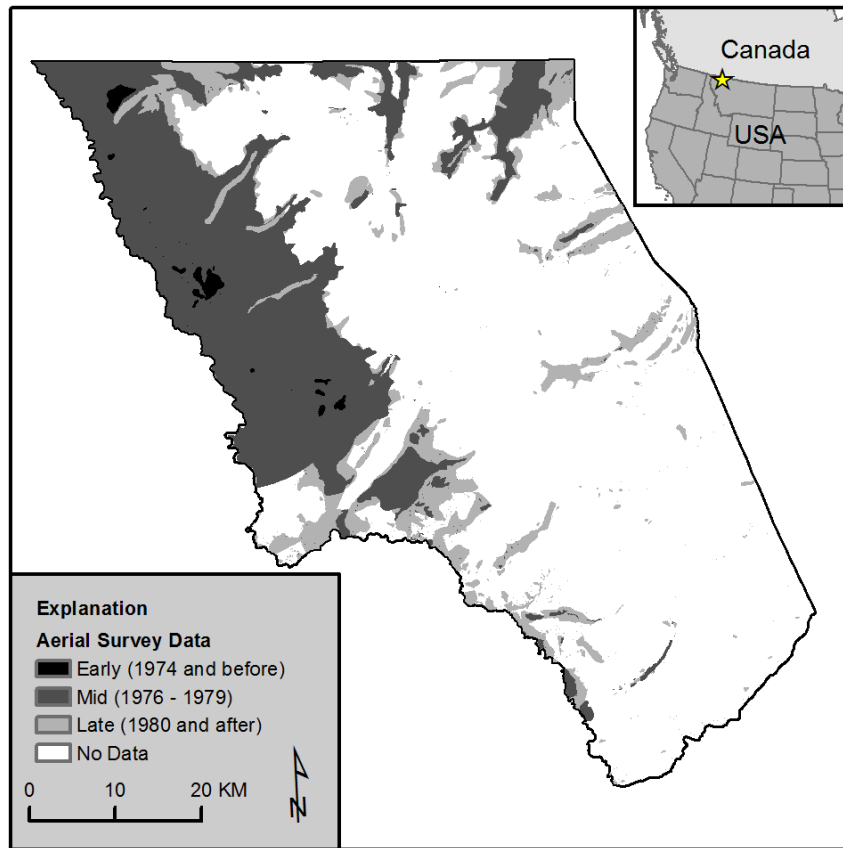 Canada
USA
Explanation
Aerial Survey Data
Early (1974 and before)
Mid (1976 - 1979)
Late (1980 and after)
No Data
0 10 20 KM
N